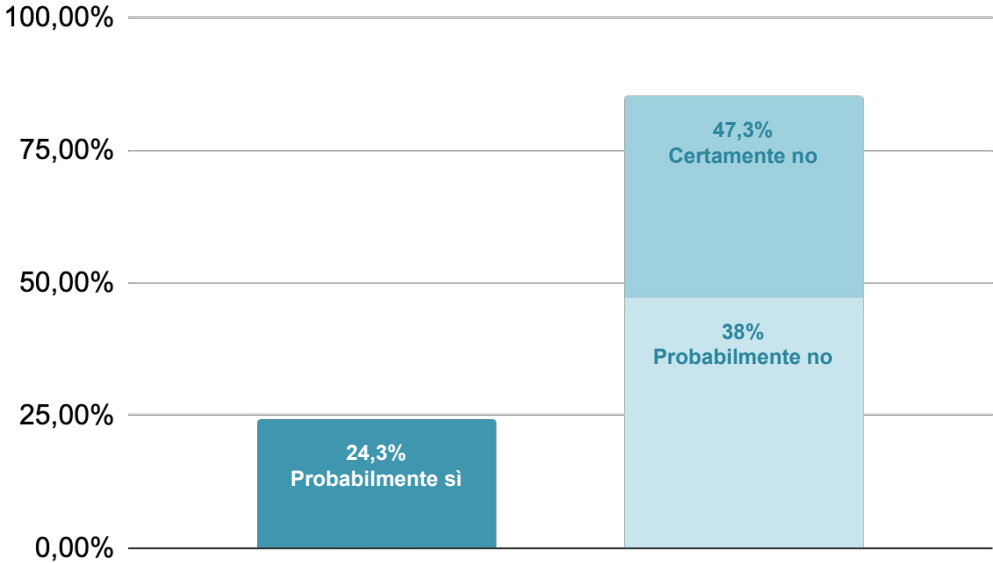 100,00%
75,00%
50,00%
25,00%
0,00%
24,3%
Probabilmente sì
47,3%
Certamente no
38%
Probabilmente no